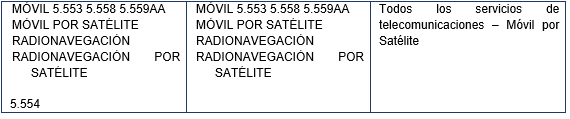 MÓVIL 5.553 5.558 5.559AA
MÓVIL POR SATÉLITE
RADIONAVEGACIÓN
RADIONAVEGACIÓN POR
SATÉLITE
5.554
MÓVIL 5.553 5.558 5.559AA
MÓVIL POR SATÉLITE
RADIONAVEGACIÓN
RADIONAVEGACIÓN POR
SATÉLITE
Todos los servicios de
telecomunicaciones – Móvil por
Satélite